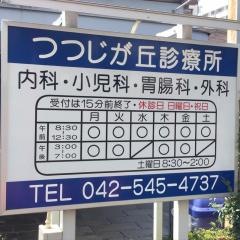 つつじが丘診療所
内科・小児科・胃腸科・外科
受付は15分前終了・休診日 日曜日・祝日
月 火 水 木 金 土
午前 8:30 12:30 ○ ○ ○ ○ ○ ○
午後 3:00 7:00 ○ ○ ／ ○ ○ ／
土曜日8:30~2:00
TEL 042-545-4737